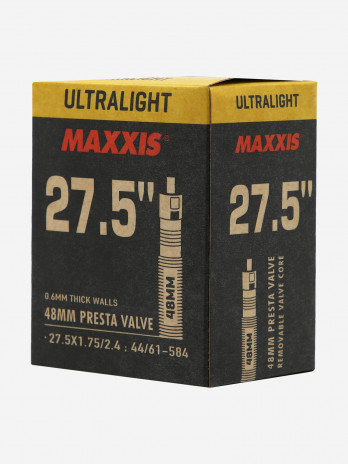 ULTRALIGHT
MAXXIS®
27.5"
48MM
0.6MM THICK WALLS
48MM PRESTA VALVE
· 27.5X1.75/2.4 : 44/61-584
ULTRALIGHT
MAXXIS
27.5"
48MM
48MM PRESTA VALVE
REMOVABLE VALVE CORE